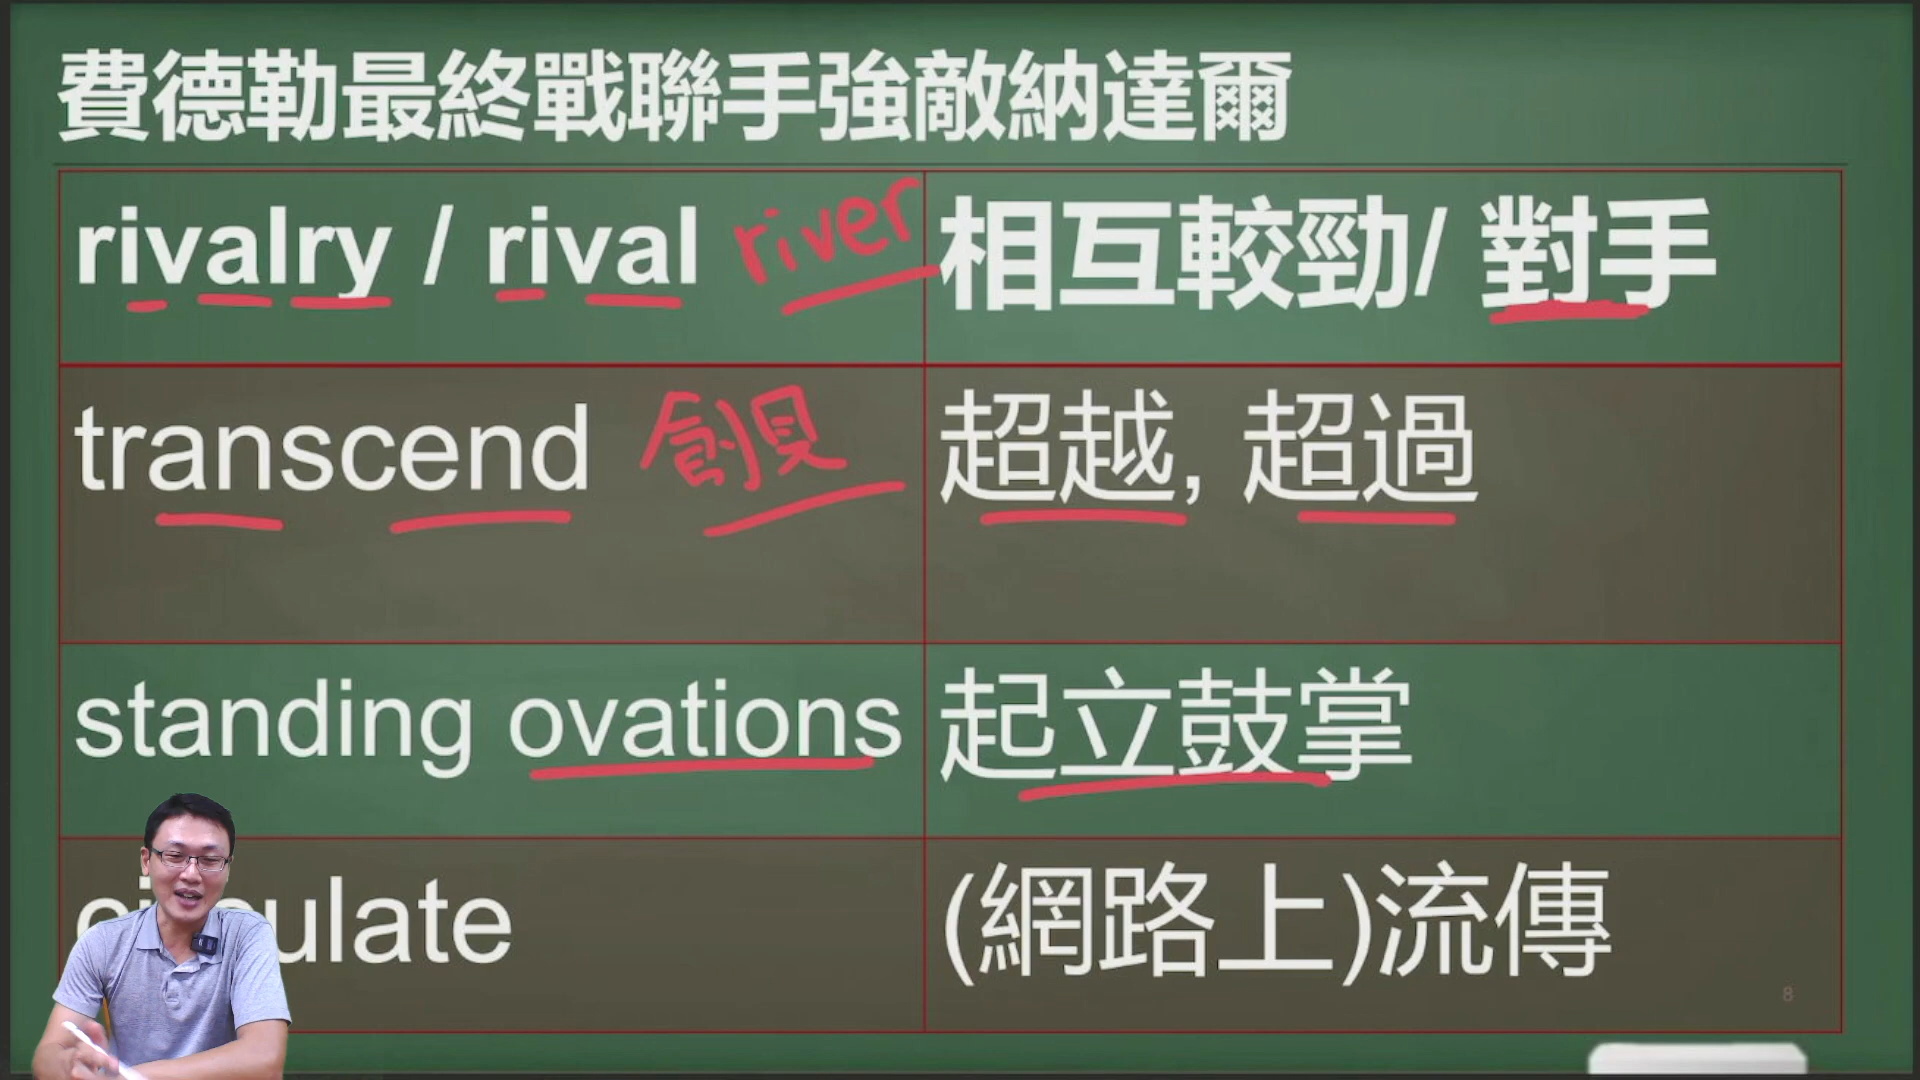 費德勒最終戰聯手強敵納達爾
rivalry / rival river 相互較勁/ 對手
transcend 創見 超越, 超過
standing ovations 起立鼓掌
(網路上)流傳
8